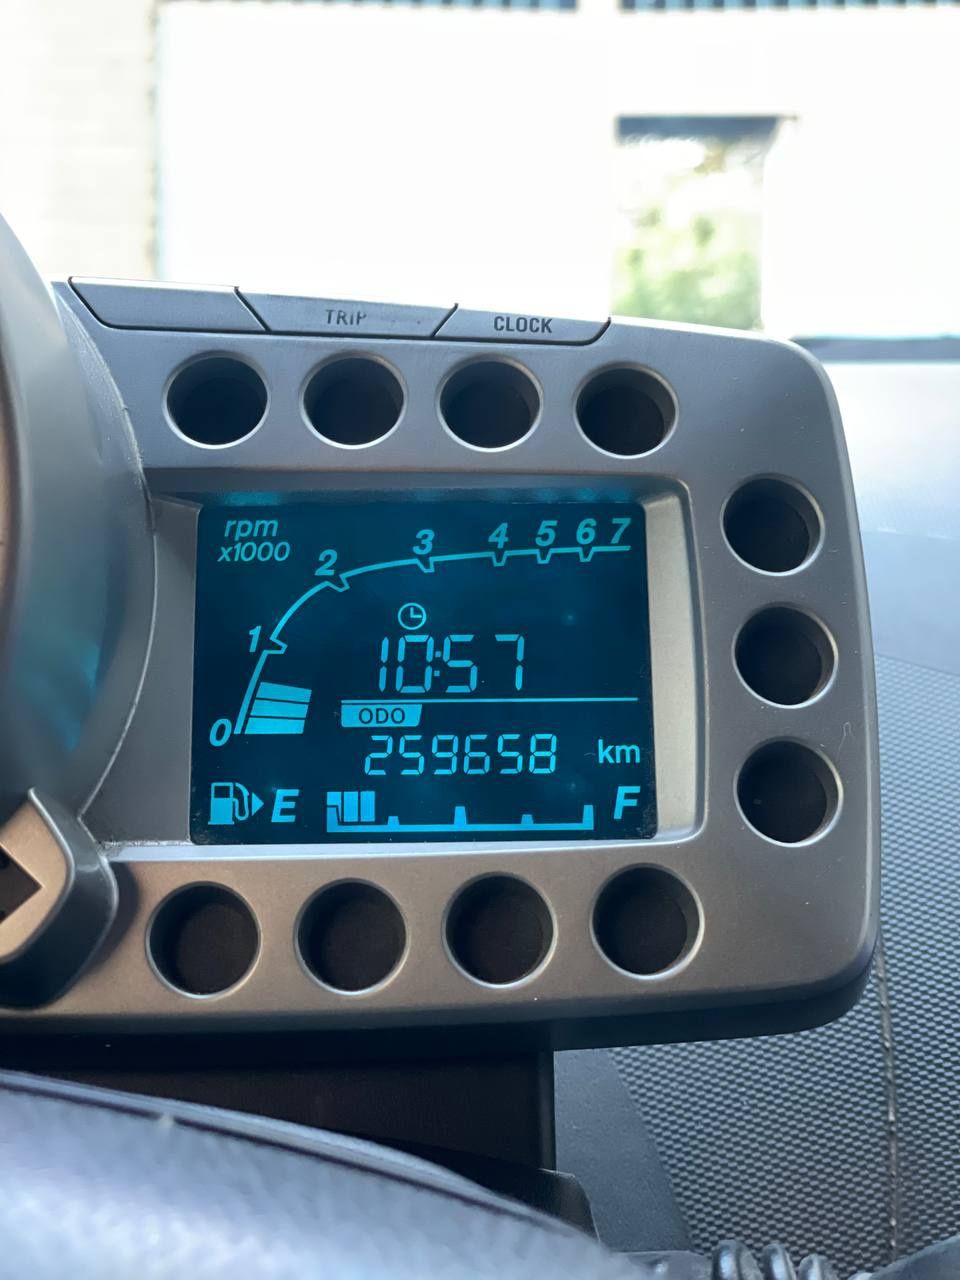 TRIP
CLOCK
rpm
x1000
0 1 2 3 4 5 6 7
10:57
ODO
259658 km
E F